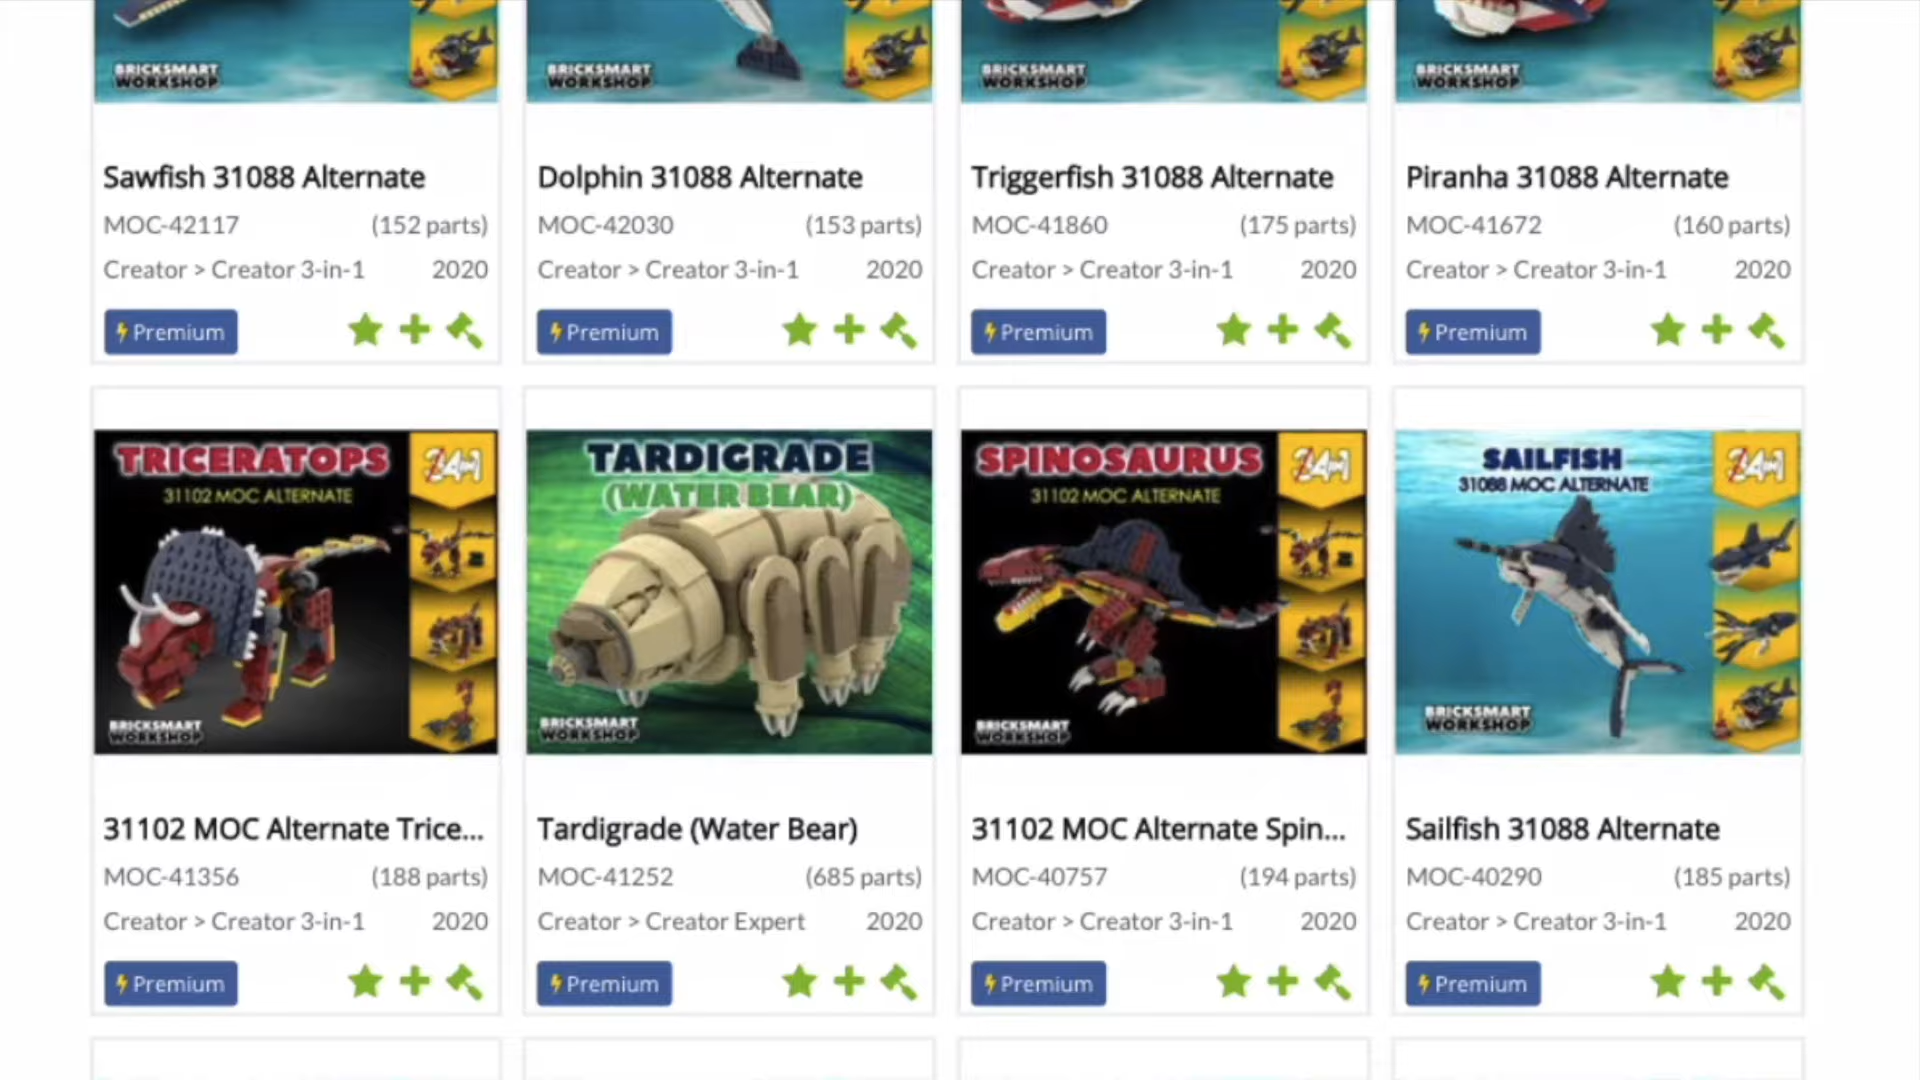 BRICKSMART
WORKSHOP
BRICKSMART
WORKSHOP
BRICKSMART
WORKSHOP
BRICKSMART
WORKSHOP
Sawfish 31088 Alternate
MOC-42117 (152 parts)
Creator > Creator 3-in-1 2020
Premium
Dolphin 31088 Alternate
MOC-42030 (153 parts)
Creator > Creator 3-in-1 2020
Premium
Triggerfish 31088 Alternate
MOC-41860 (175 parts)
Creator > Creator 3-in-1 2020
Premium
Piranha 31088 Alternate
MOC-41672 (160 parts)
Creator > Creator 3-in-1 2020
Premium
TRICERATOPS
31102 MOC ALTERNATE
BRICKSMART
WORKSHOP
31102 MOC Alternate Trice...
MOC-41356 (188 parts)
Creator > Creator 3-in-1 2020
Premium
TARDIGRADE
(WATER BEAR)
BRICKSMART
WORKSHOP
Tardigrade (Water Bear)
MOC-41252 (685 parts)
Creator > Creator Expert 2020
Premium
SPINOSAURUS
31102 MOC ALTERNATE
BRICKSMART
WORKSHOP
31102 MOC Alternate Spin...
MOC-40757 (194 parts)
Creator > Creator 3-in-1 2020
Premium
SAILFISH
31088 MOC ALTERNATE
BRICKSMART
WORKSHOP
Sailfish 31088 Alternate
MOC-40290 (185 parts)
Creator > Creator 3-in-1 2020
Premium